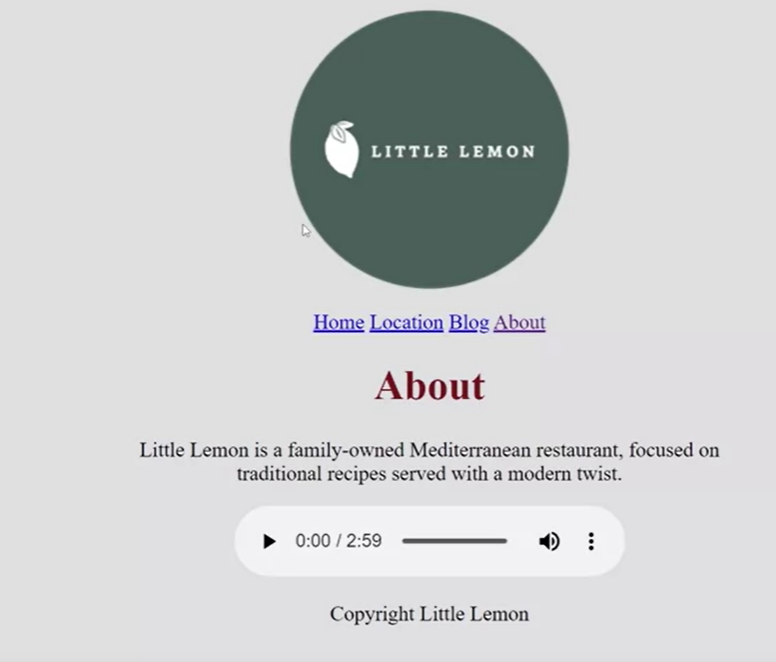 LITTLE LEMON
Home Location Blog About
About
Little Lemon is a family-owned Mediterranean restaurant, focused on
traditional recipes served with a modern twist.
0:00 / 2:59
Copyright Little Lemon